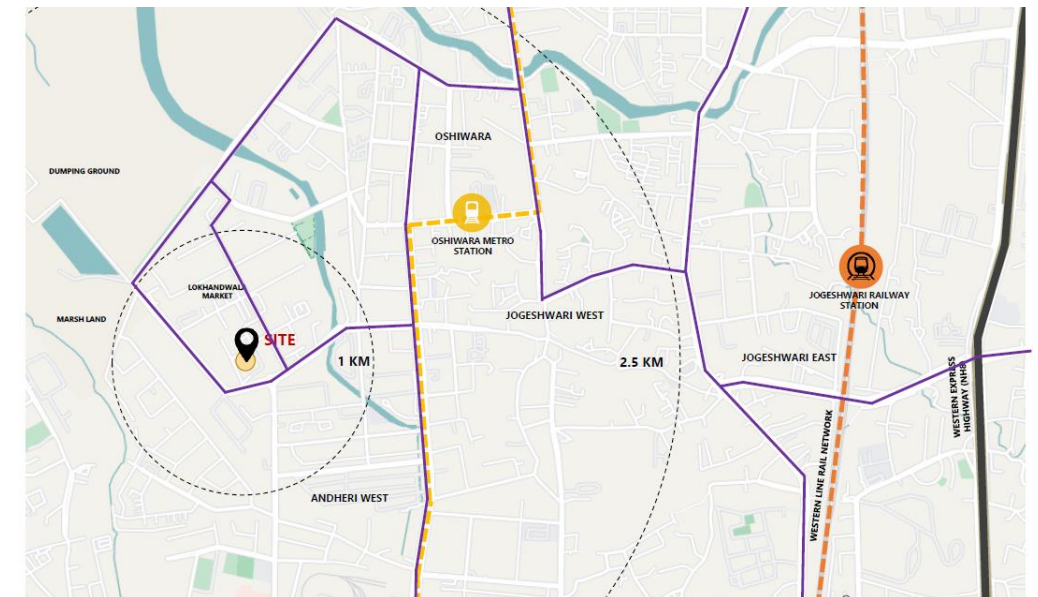 OSHIWARA
DUMPING GROUND
OSHIWARA METRO
STATION
LOKHANDWALA
MARKET
JOGESHWARI RAILWAY
STATION
MARSH LAND
JOGESHWARI WEST
SITE
1 KM
2.5 KM
JOGESHWARI EAST
WESTERN EXPRESS
HIGHWAY (NH8)
WESTERN LINE RAIL NETWORK
ANDHERI WEST